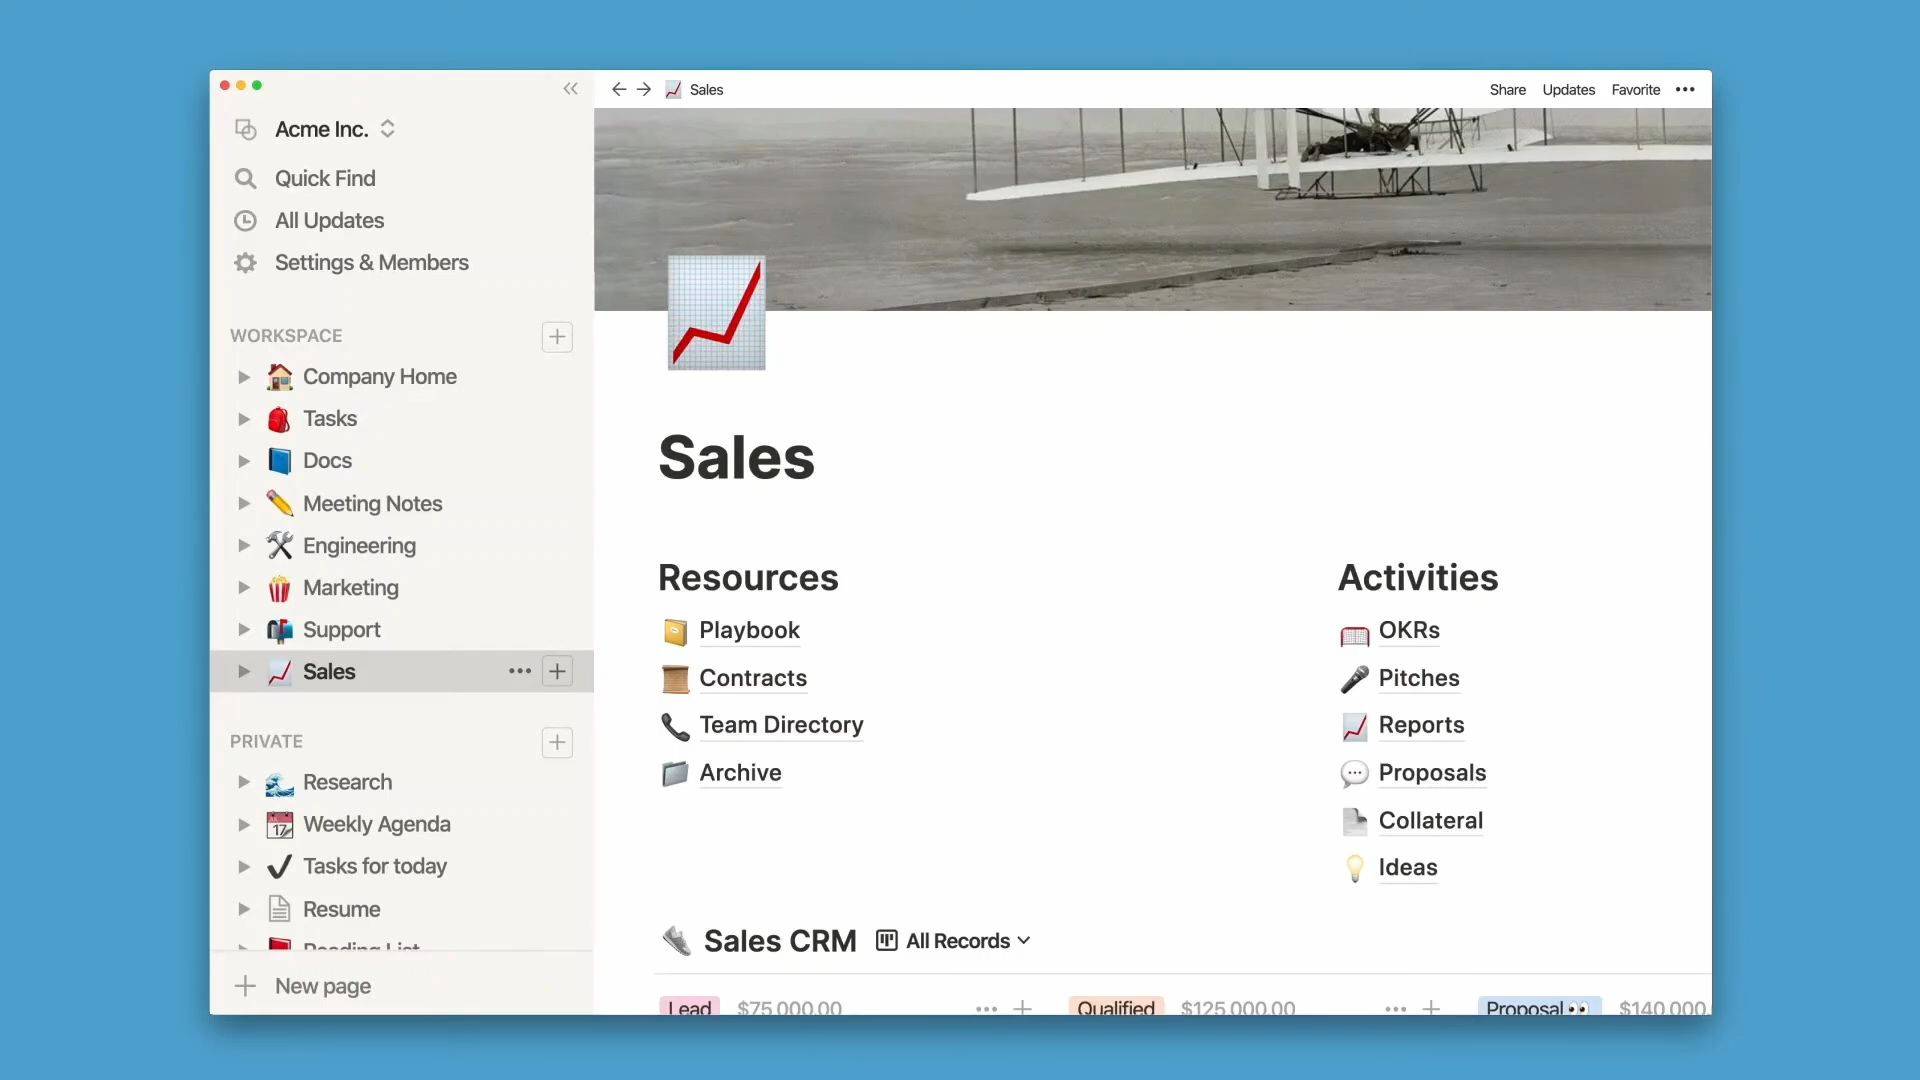 Acme Inc.
Quick Find
All Updates
Settings & Members
WORKSPACE
Company Home
Tasks
Docs
Meeting Notes
Engineering
Marketing
Support
Sales
PRIVATE
Research
17
Weekly Agenda
Tasks for today
Resume
Reading List
New page
Sales
Share Updates Favorite
Sales
Resources
Playbook
Contracts
Team Directory
Archive
Activities
OKRs
Pitches
Reports
Proposals
Collateral
Ideas
Sales CRM All Records
Lead $75,000.00 Qualified $125,000.00 Proposal $140,000.